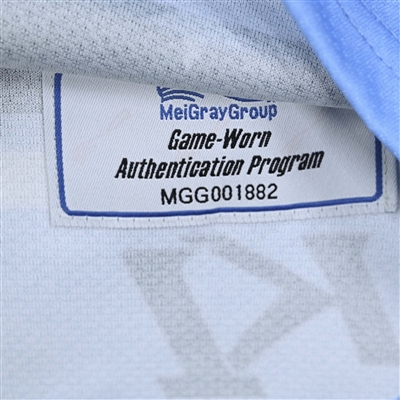 MeiGrayGroup
Game-Worn
Authentication Program
MGG001882